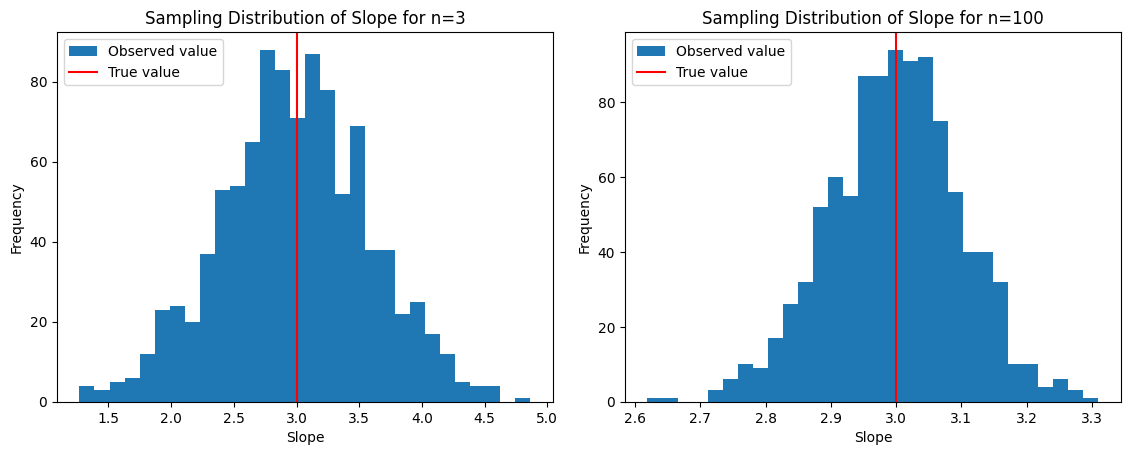 Sampling Distribution of Slope for n=3
Observed value
True value
Frequency
80
60
40
20
0
1.5 2.0 2.5 3.0 3.5 4.0 4.5 5.0
Slope
Sampling Distribution of Slope for n=100
Observed value
True value
Frequency
80
60
40
20
0
2.6 2.7 2.8 2.9 3.0 3.1 3.2 3.3
Slope